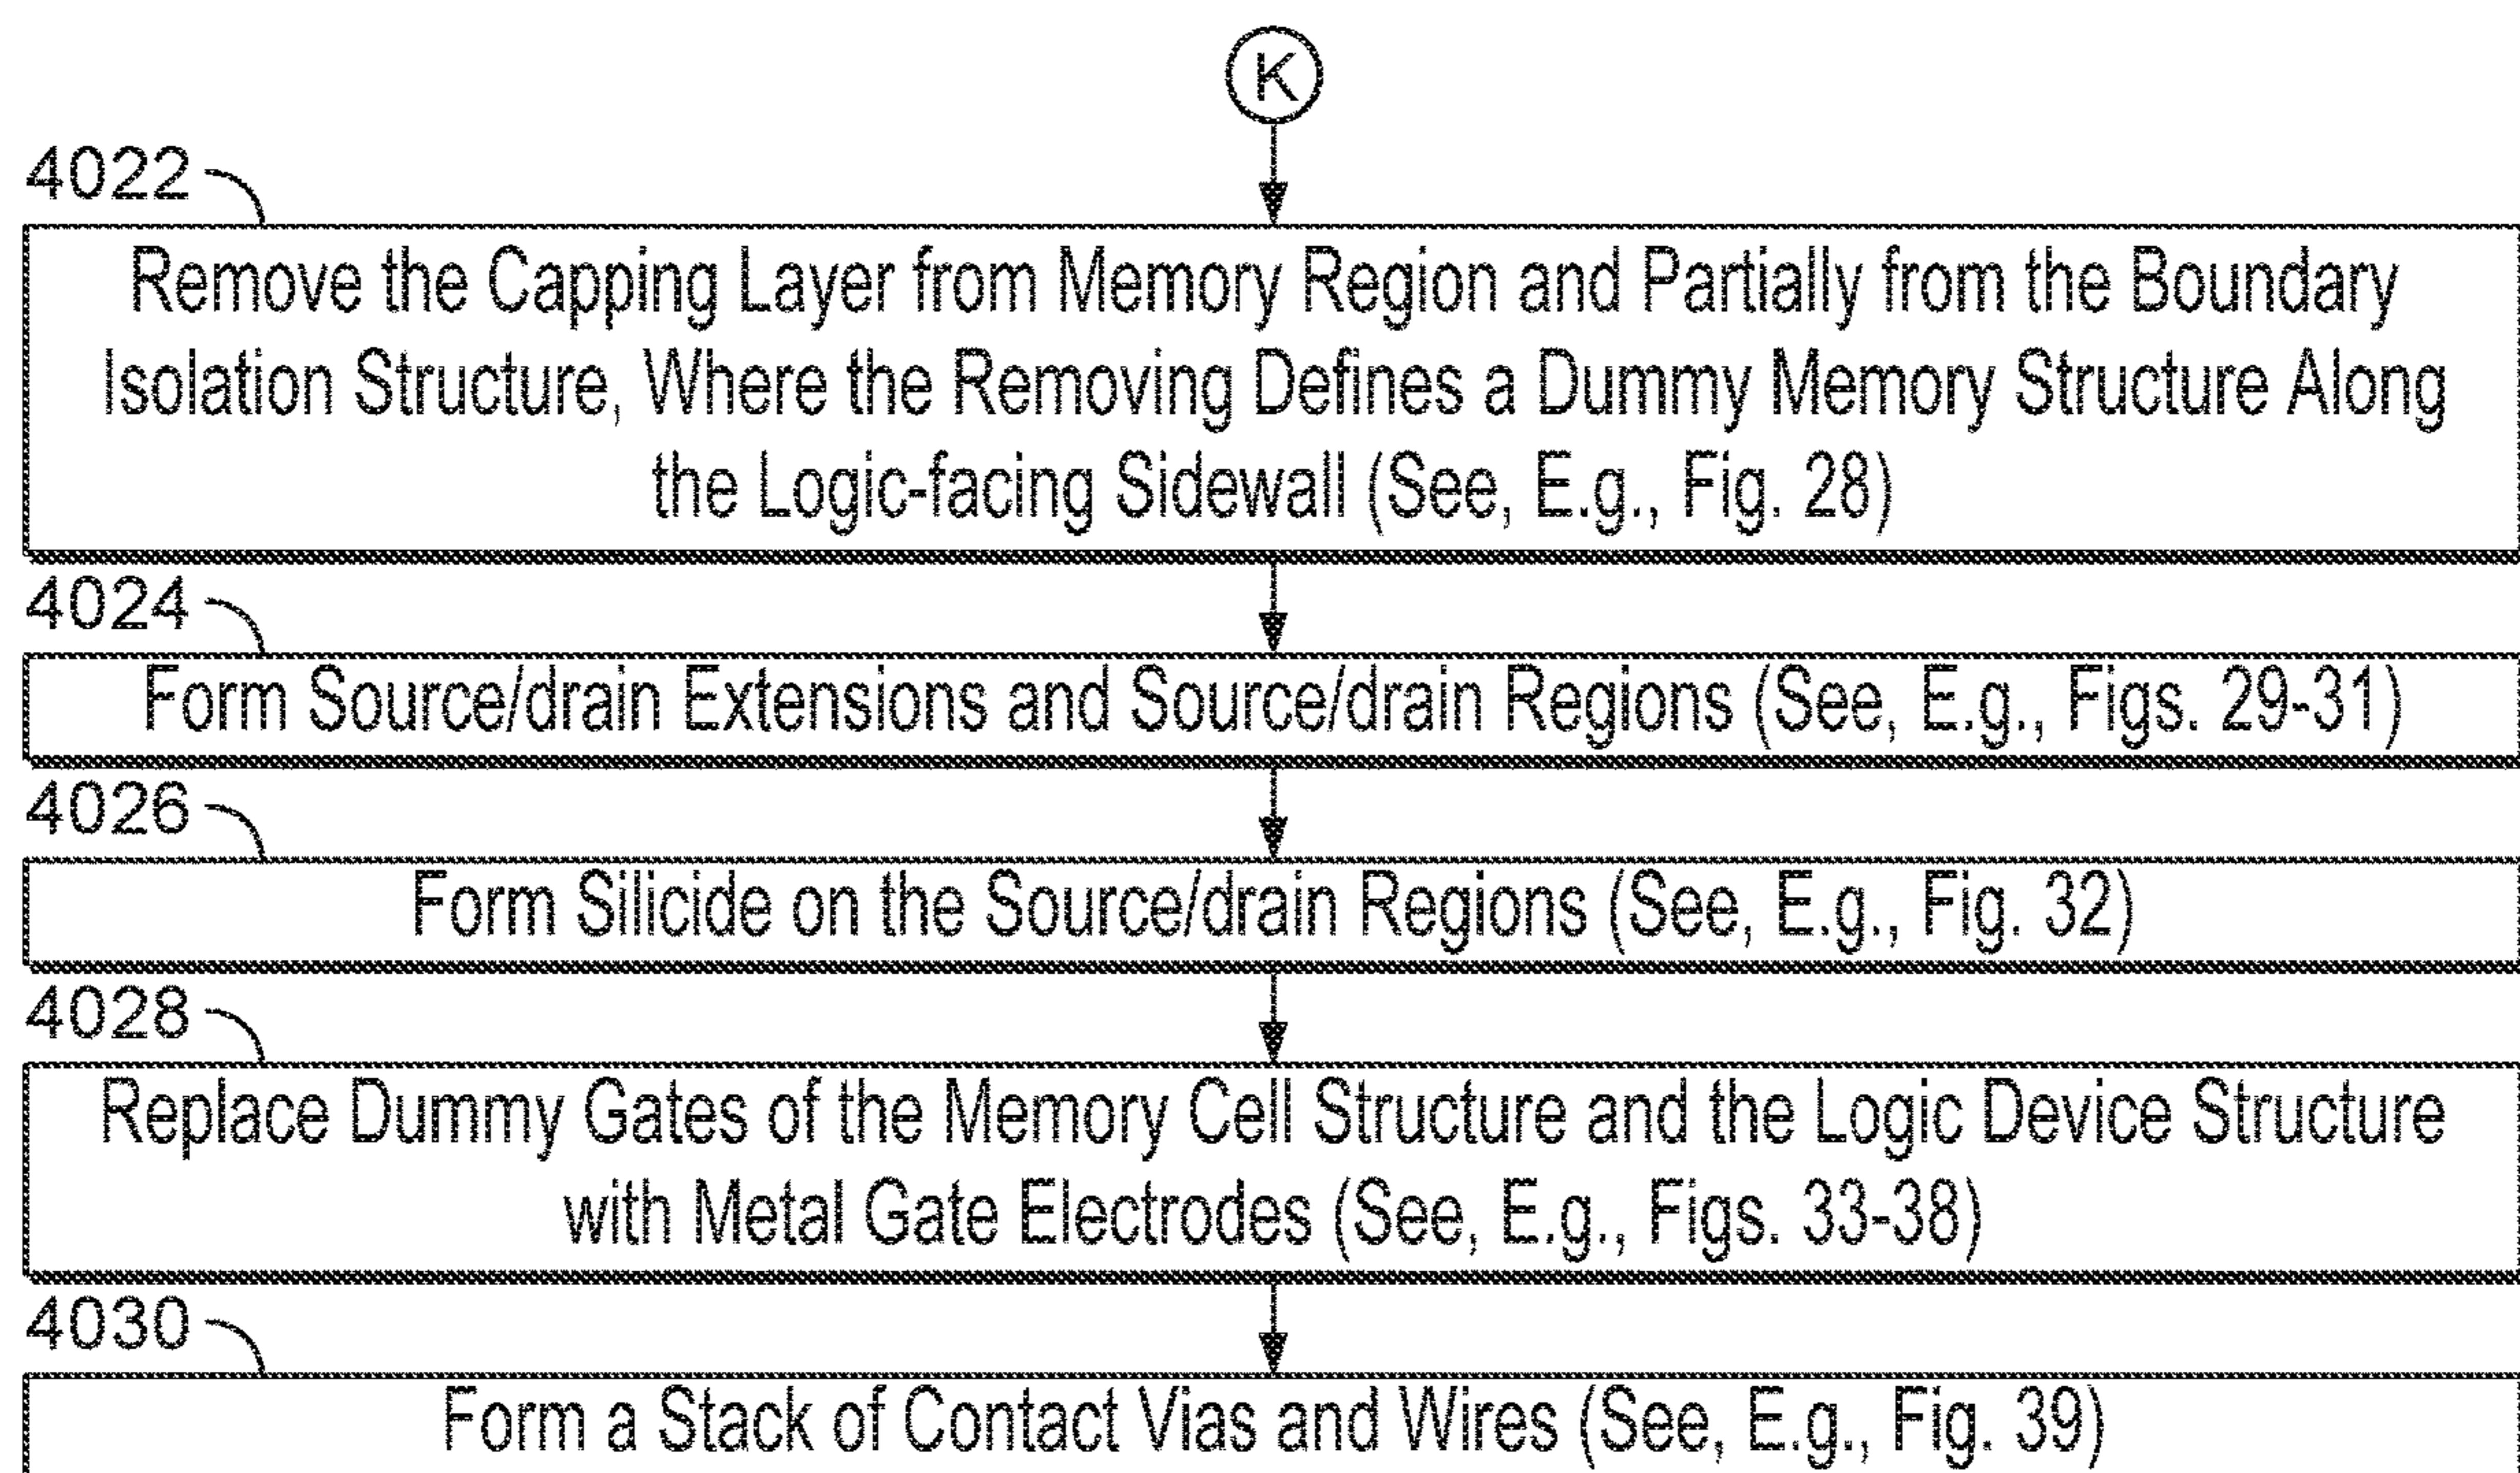 K
4022
Remove the Capping Layer from Memory Region and Partially from the Boundary
Isolation Structure, Where the Removing Defines a Dummy Memory Structure Along
the Logic-facing Sidewall (See, E.g., Fig. 28)
4024
Form Source/drain Extensions and Source/drain Regions (See, E.g., Figs. 29-31)
4026
Form Silicide on the Source/drain Regions (See, E.g., Fig. 32)
4028
Replace Dummy Gates of the Memory Cell Structure and the Logic Device Structure
with Metal Gate Electrodes (See, E.g., Figs. 33-38)
4030
Form a Stack of Contact Vias and Wires (See, E.g., Fig. 39)